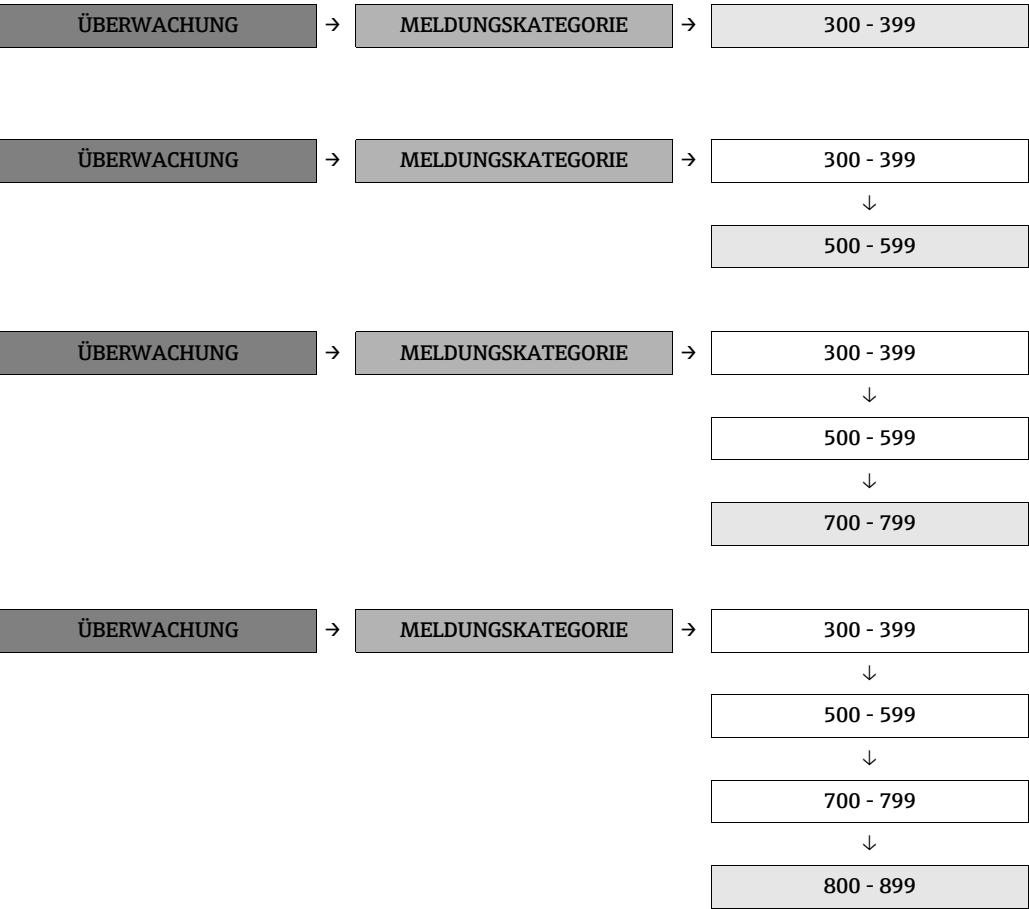 ÜBERWACHUNG → MELDUNGSKATEGORIE → 300 - 399
ÜBERWACHUNG → MELDUNGSKATEGORIE → 300 - 399
↓
500 - 599
ÜBERWACHUNG → MELDUNGSKATEGORIE → 300 - 399
↓
500 - 599
↓
700 - 799
ÜBERWACHUNG → MELDUNGSKATEGORIE → 300 - 399
↓
500 - 599
↓
700 - 799
↓
800 - 899